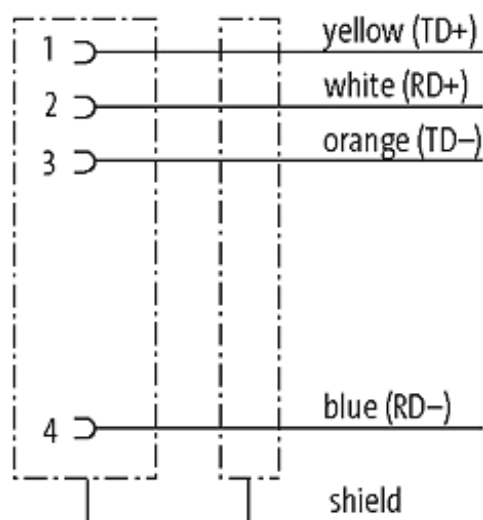 1 yellow (TD+)
2 white (RD+)
3 orange (TD–)
4 blue (RD–)
shield